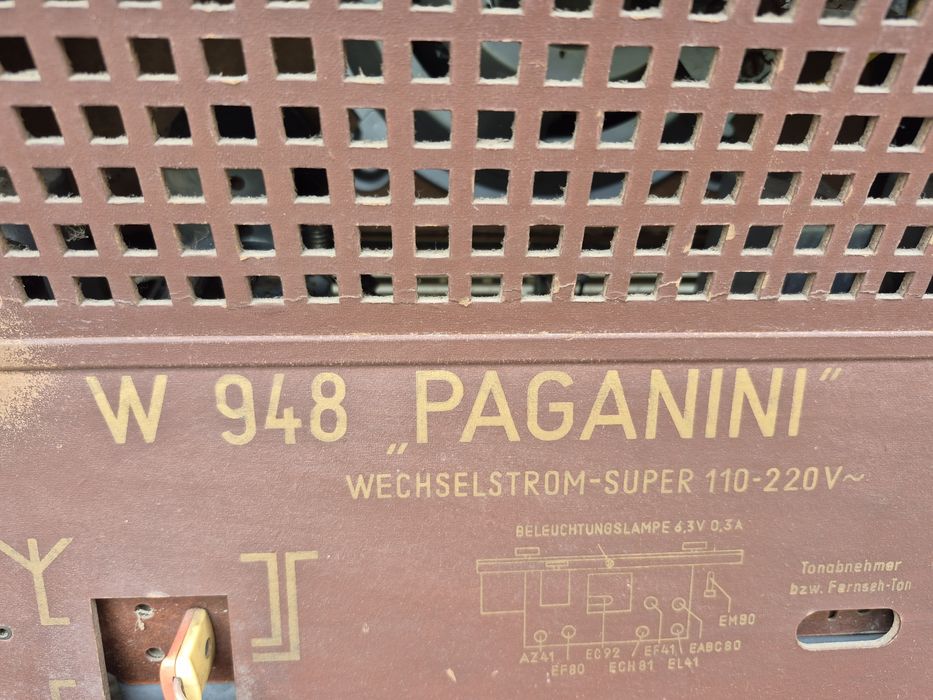 W 948 „PAGANINI”
WECHSELSTROM-SUPER 110-220V~
BELEUCHTUNGSLAMPE 6,3V 0,3A
Tonabnehmer
bzw. Fernseh-Ton
EM80
AZ41 EC92 EF41 EABC80
EF80 ECH81 EL41